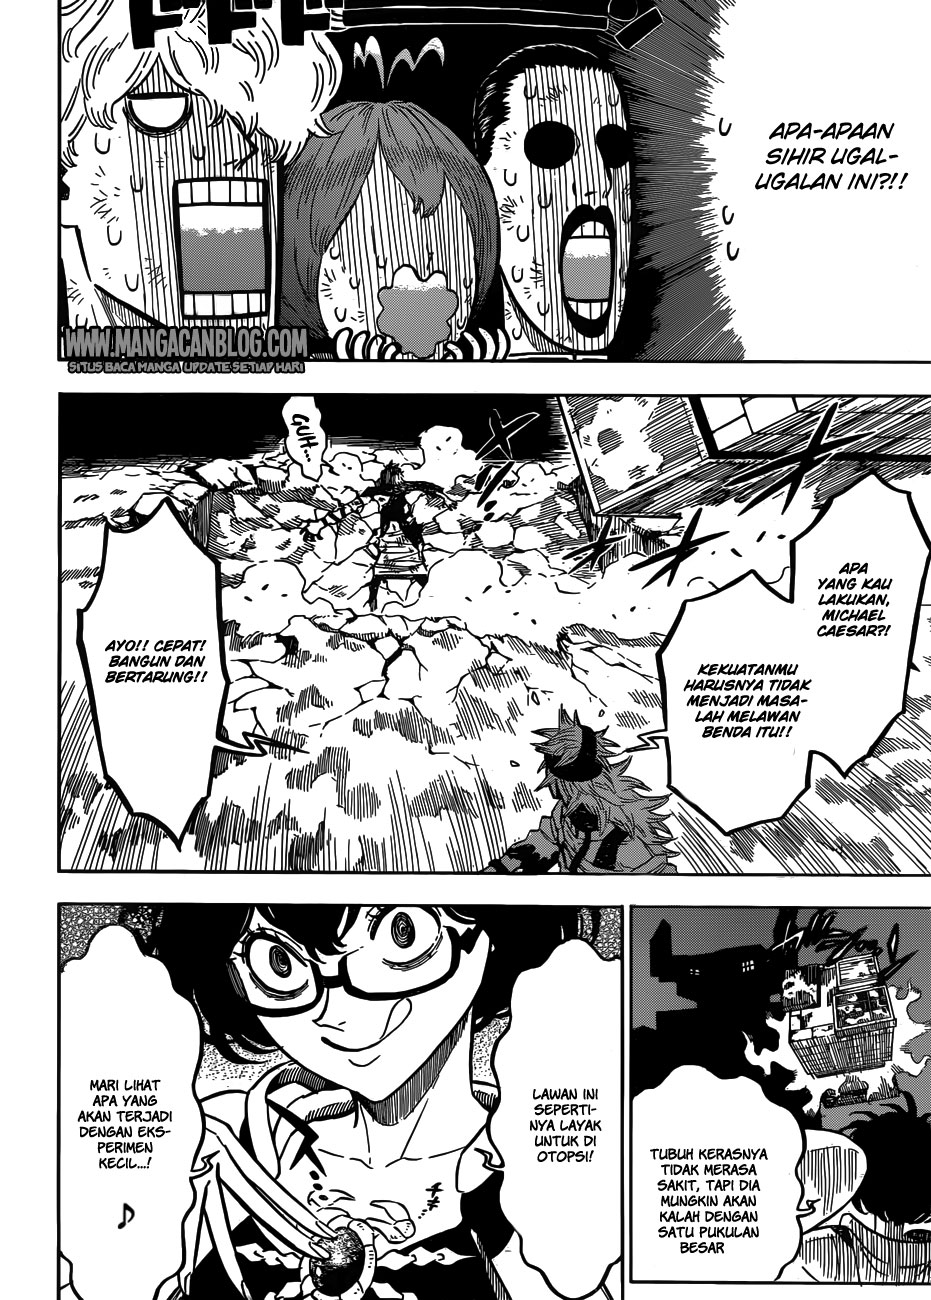 APA-APAAN
SIHIR UGAL-
UGALAN INI?!!
WWW.MANGACANBLOG.COM
SITUS BACA MANGA UPDATE SETIAP HARI
APA
YANG KAU
LAKUKAN,
MICHAEL
CAESAR?!
KEKUATANMU
HARUSNYA TIDAK
MENJADI MASA-
LAH MELAWAN
BENDA ITU!!
GUH...
AYO!! CEPAT!
BANGUN DAN
BERTARUNG!!
TUBUH KERASNYA
TIDAK MERASA
SAKIT, TAPI DIA
MUNGKIN AKAN
KALAH DENGAN
SATU PUKULAN
BESAR
LAWAN INI
SEPERTI-
NYA LAYAK
UNTUK DI
OTOPSI!
MARI LIHAT
APA YANG
AKAN TERJADI
DENGAN EKS-
PERIMEN
KECIL...!